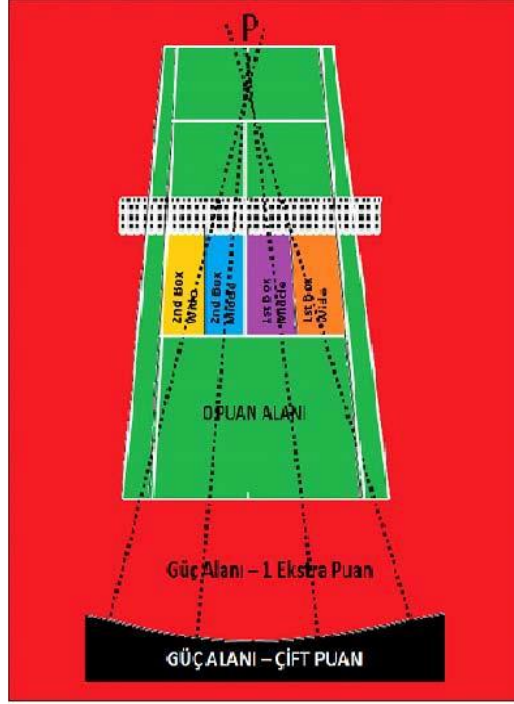 P
2nd Box
Wide
2nd Box
Middle
1st Box
Middle
1st Box
Wide
0 PUAN ALANI
Güç Alanı – 1 Ekstra Puan
GÜÇ ALANI – ÇİFT PUAN